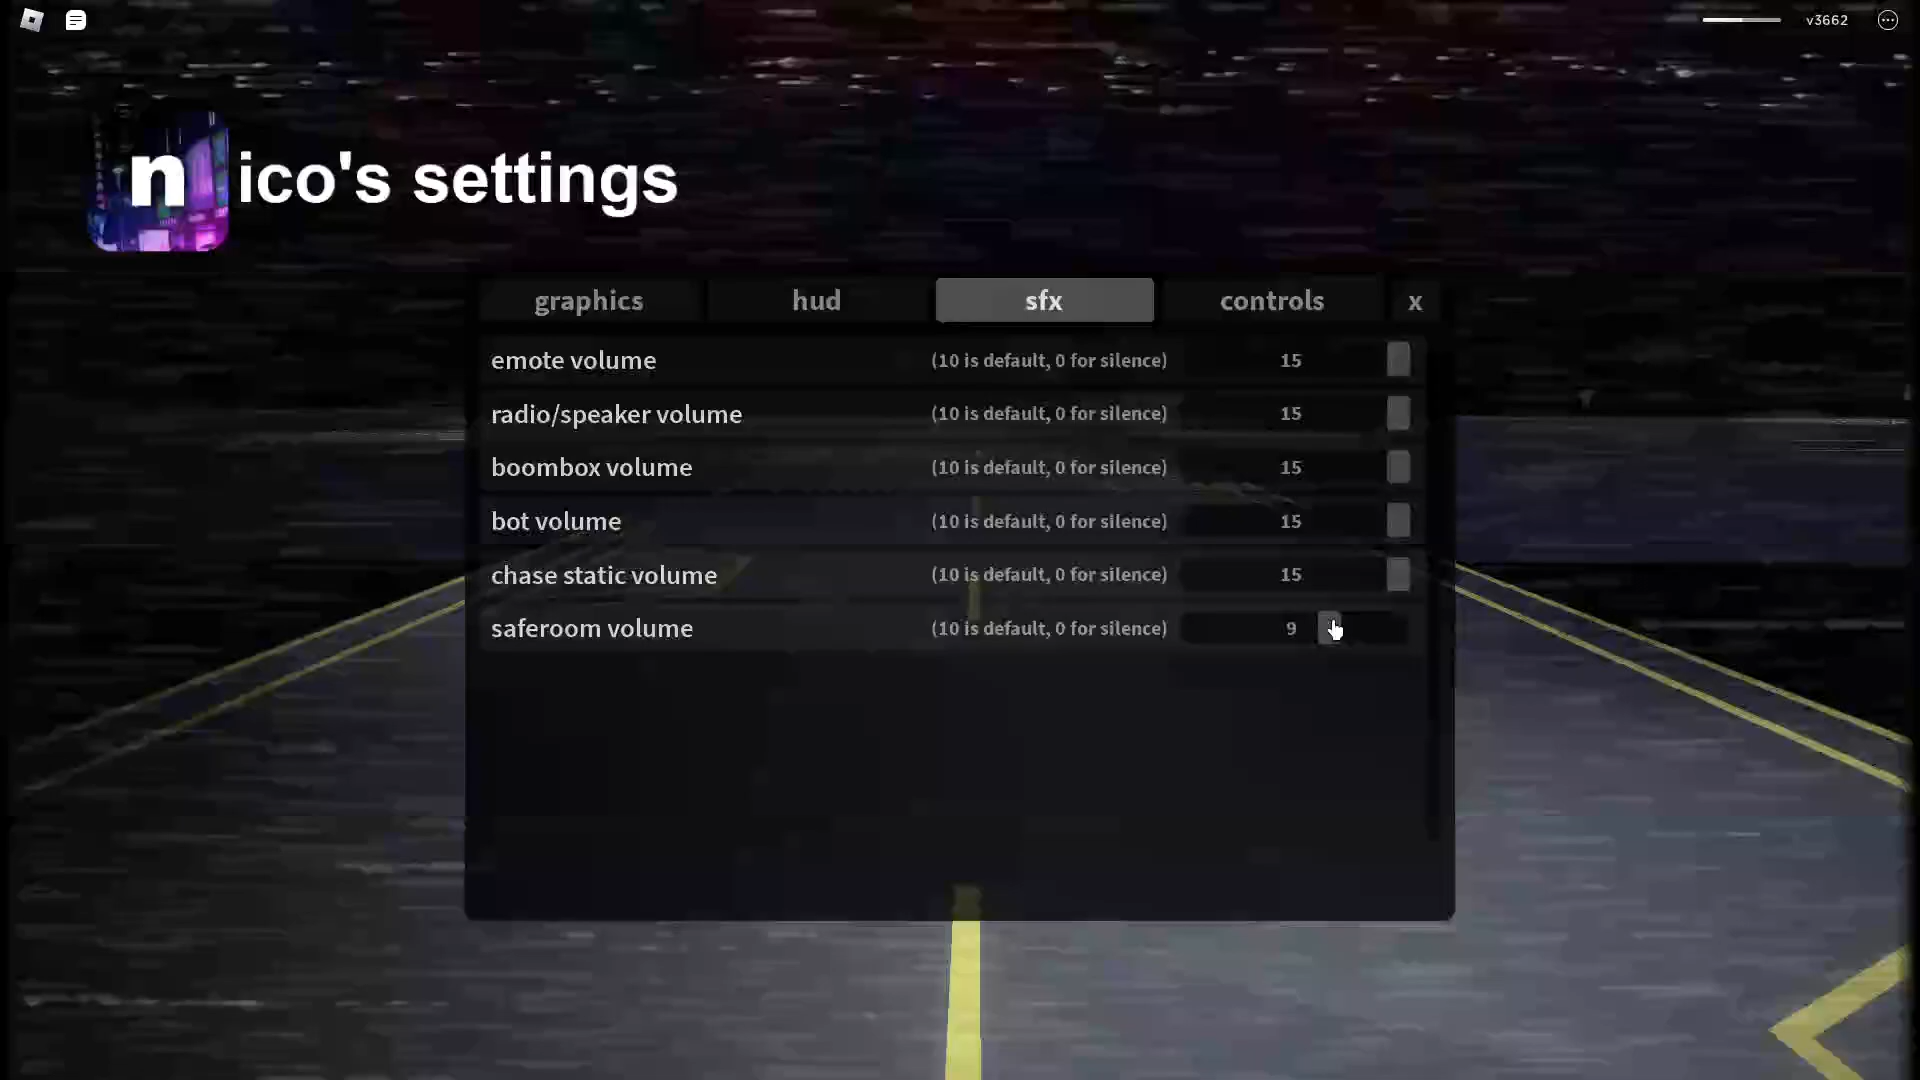 v3662
nico's settings
graphics hud sfx controls x
emote volume (10 is default, 0 for silence) 15
radio/speaker volume (10 is default, 0 for silence) 15
boombox volume (10 is default, 0 for silence) 15
bot volume (10 is default, 0 for silence) 15
chase static volume (10 is default, 0 for silence) 15
saferoom volume (10 is default, 0 for silence) 9